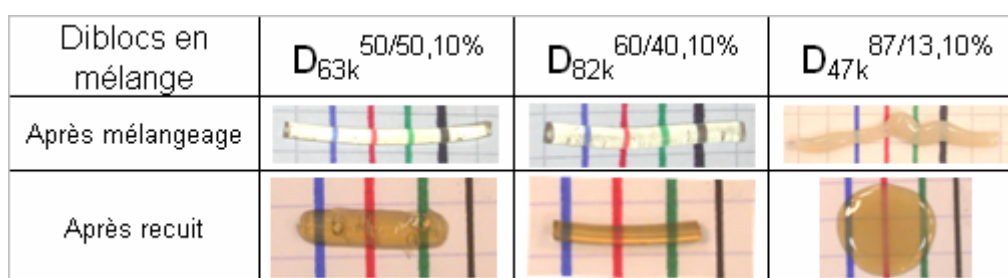 Diblocs en
mélange
D63k50/50,10%
D82k60/40,10%
D47k87/13,10%
Après mélangeage
Après recuit